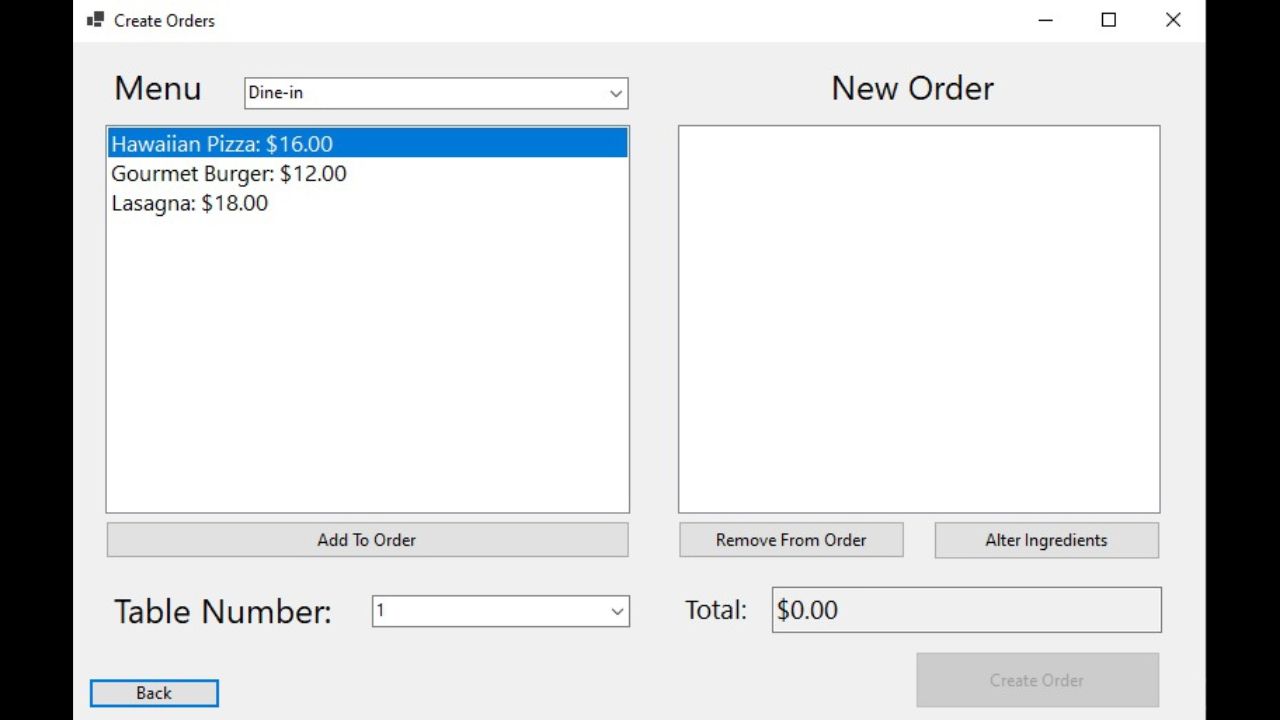 Create Orders
Menu
Dine-in
New Order
Hawaiian Pizza: $16.00
Gourmet Burger: $12.00
Lasagna: $18.00
Add To Order
Remove From Order
Alter Ingredients
Table Number:
1
Total:
$0.00
Back
Create Order